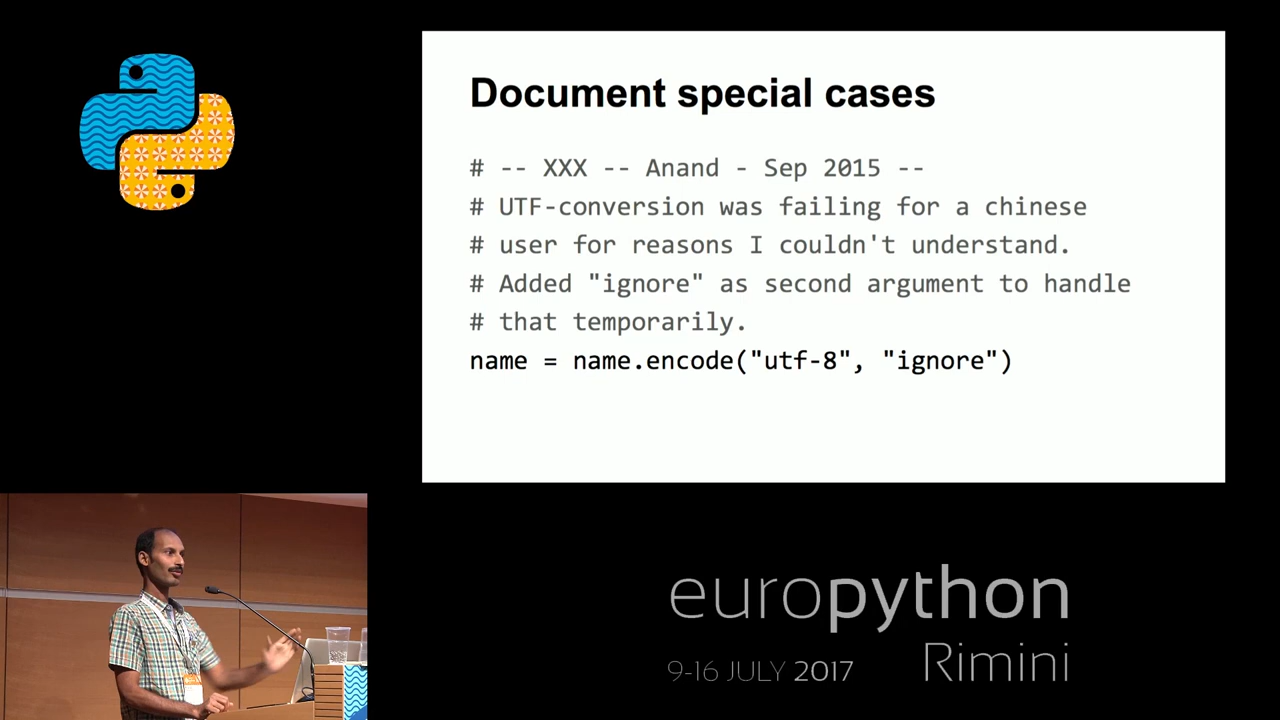 Document special cases
# -- XXX -- Anand - Sep 2015 --
# UTF-conversion was failing for a chinese
# user for reasons I couldn't understand.
# Added "ignore" as second argument to handle
# that temporarily.
name = name.encode("utf-8", "ignore")
europython
Rimini
9-16 JULY 2017